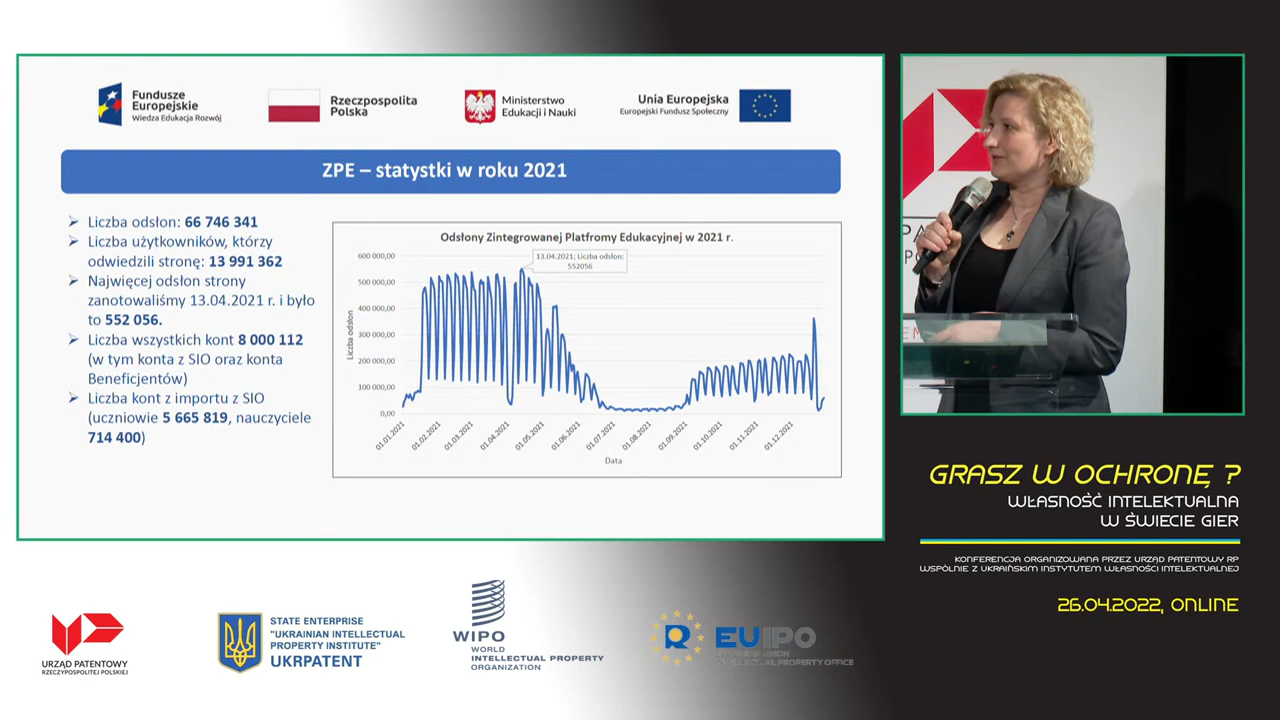 Fundusze
Europejskie
Wiedza Edukacja Rozwój
Rzeczpospolita
Polska
Ministerstwo
Edukacji i Nauki
Unia Europejska
Europejski Fundusz Społeczny
ZPE – statystki w roku 2021
Liczba odsłon: 66 746 341
Liczba użytkowników, którzy
odwiedzili stronę: 13 991 362
Najwięcej odsłon strony
zanotowaliśmy 13.04.2021 r. i było
to 552 056.
Liczba wszystkich kont 8 000 112
(w tym konta z SIO oraz konta
Beneficjentów)
Liczba kont z importu z SIO
(uczniowie 5 665 819, nauczyciele
714 400)
Odsłony Zintegrowanej Platfromy Edukacyjnej w 2021 r.
13.04.2021; Liczba odsłon:
552056
600 000,00
500 000,00
400 000,00
300 000,00
200 000,00
100 000,00
0,00
Liczba odsłon
01.01.2021
01.02.2021
01.03.2021
01.04.2021
01.05.2021
01.06.2021
01.07.2021
01.08.2021
01.09.2021
01.10.2021
01.11.2021
01.12.2021
Data
GRASZ W OCHRONĘ ?
WŁASNOŚĆ INTELEKTUALNA
W ŚWIECIE GIER
KONFERENCJA ORGANIZOWANA PRZEZ URZĄD PATENTOWY RP
WSPÓLNIE Z UKRAIŃSKIM INSTYTUTEM WŁASNOŚCI INTELEKTUALNEJ
26.04.2022, ONLINE
URZĄD PATENTOWY
RZECZYPOSPOLITEJ POLSKIEJ
STATE ENTERPRISE
"UKRAINIAN INTELLECTUAL
PROPERTY INSTITUTE"
UKRPATENT
WIPO
WORLD
INTELLECTUAL PROPERTY
ORGANIZATION
EUIPO
INTELLECTUAL PROPERTY OFFICE